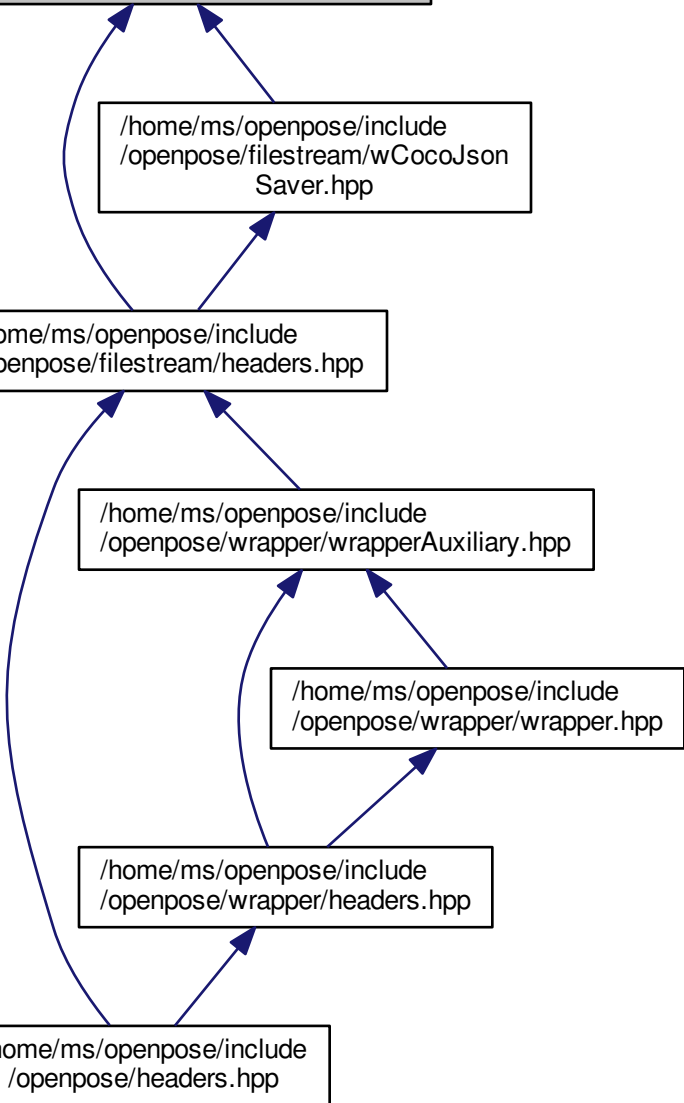 /home/ms/openpose/include
/openpose/filestream/wCocoJson
Saver.hpp
ome/ms/openpose/include
penpose/filestream/headers.hpp
/home/ms/openpose/include
/openpose/wrapper/wrapperAuxiliary.hpp
/home/ms/openpose/include
/openpose/wrapper/wrapper.hpp
/home/ms/openpose/include
/openpose/wrapper/headers.hpp
home/ms/openpose/include
/openpose/headers.hpp